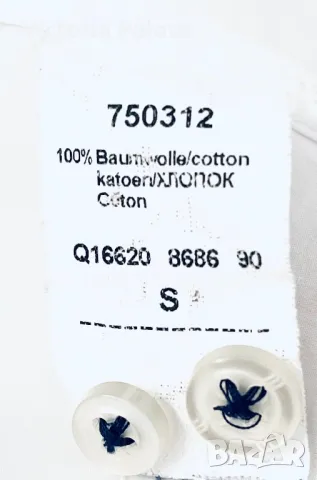 750312
100% Baumwolle/cotton
katoen/ХЛОПОК
Coton
Q16620 8686 90
S
BAZAR